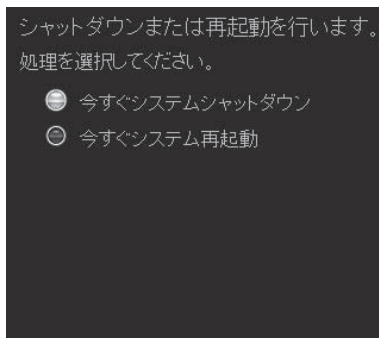 シャットダウンまたは再起動を行います。
処理を選択してください。
今すぐシステムシャットダウン
今すぐシステム再起動